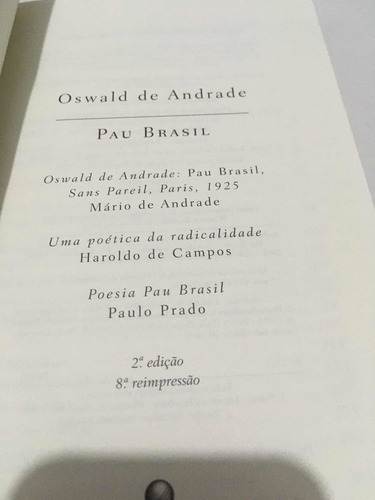 Oswald de Andrade
PAU BRASIL
Oswald de Andrade: Pau Brasil,
Sans Pareil, Paris, 1925
Mário de Andrade
Uma poética da radicalidade
Haroldo de Campos
Poesia Pau Brasil
Paulo Prado
2ª edição
8ª reimpressão